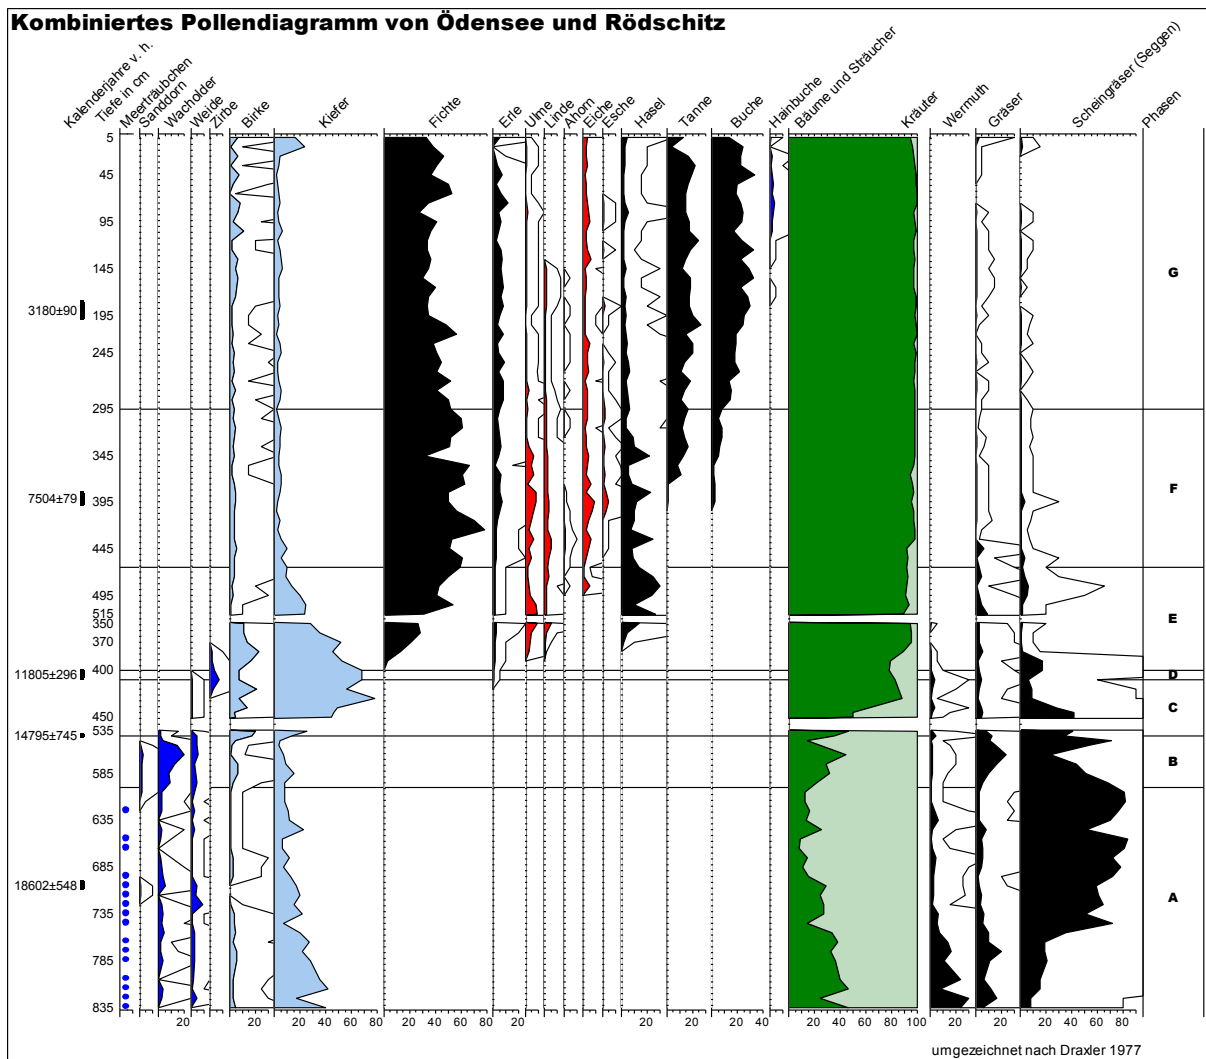 Kombiniertes Pollendiagramm von Ödensee und Rödschitz
Kalenderjahre v. h.
Tiefe in cm
Meerträubchen
Sanddorn
Wacholder
Weide
Zirbe
Birke
Kiefer
Fichte
Erle
Ulme
Linde
Ahorn
Eiche
Esche
Hasel
Tanne
Buche
Hainbuche
Bäume und Sträucher
Kräuter
Wermut
Gräser
Scheingräser (Seggen)
Phasen
5
45
95
145
G
3180±90
195
245
295
345
7504±79
395
F
445
495
515
350
E
370
11805±296
400
D
C
450
535
14795±745
B
585
635
685
18602±548
A
735
785
835
20 20 20 40 60 80 20 40 60 80 20 20 20 20 40 20 40 60 80 100 20 20 20 40 60 80
umgezeichnet nach Draxler 1977